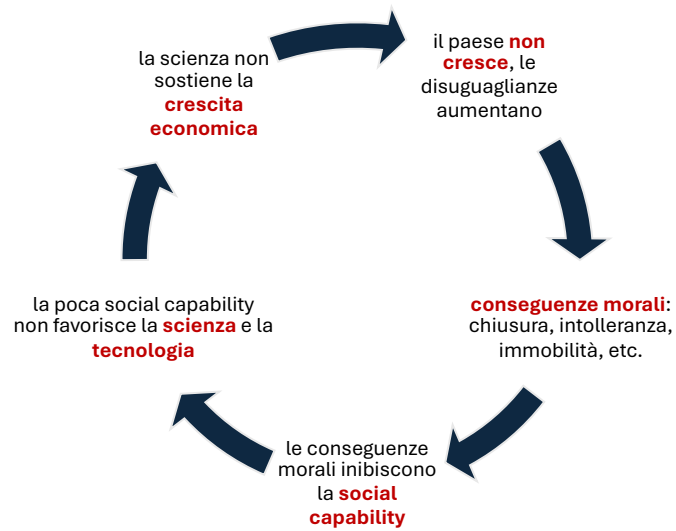 il paese non
cresce, le
disuguaglianze
aumentano
conseguenze morali:
chiusura, intolleranza,
immobilità, etc.
le conseguenze
morali inibiscono
la social
capability
la poca social capability
non favorisce la scienza e la
tecnologia
la scienza non
sostiene la
crescita
economica